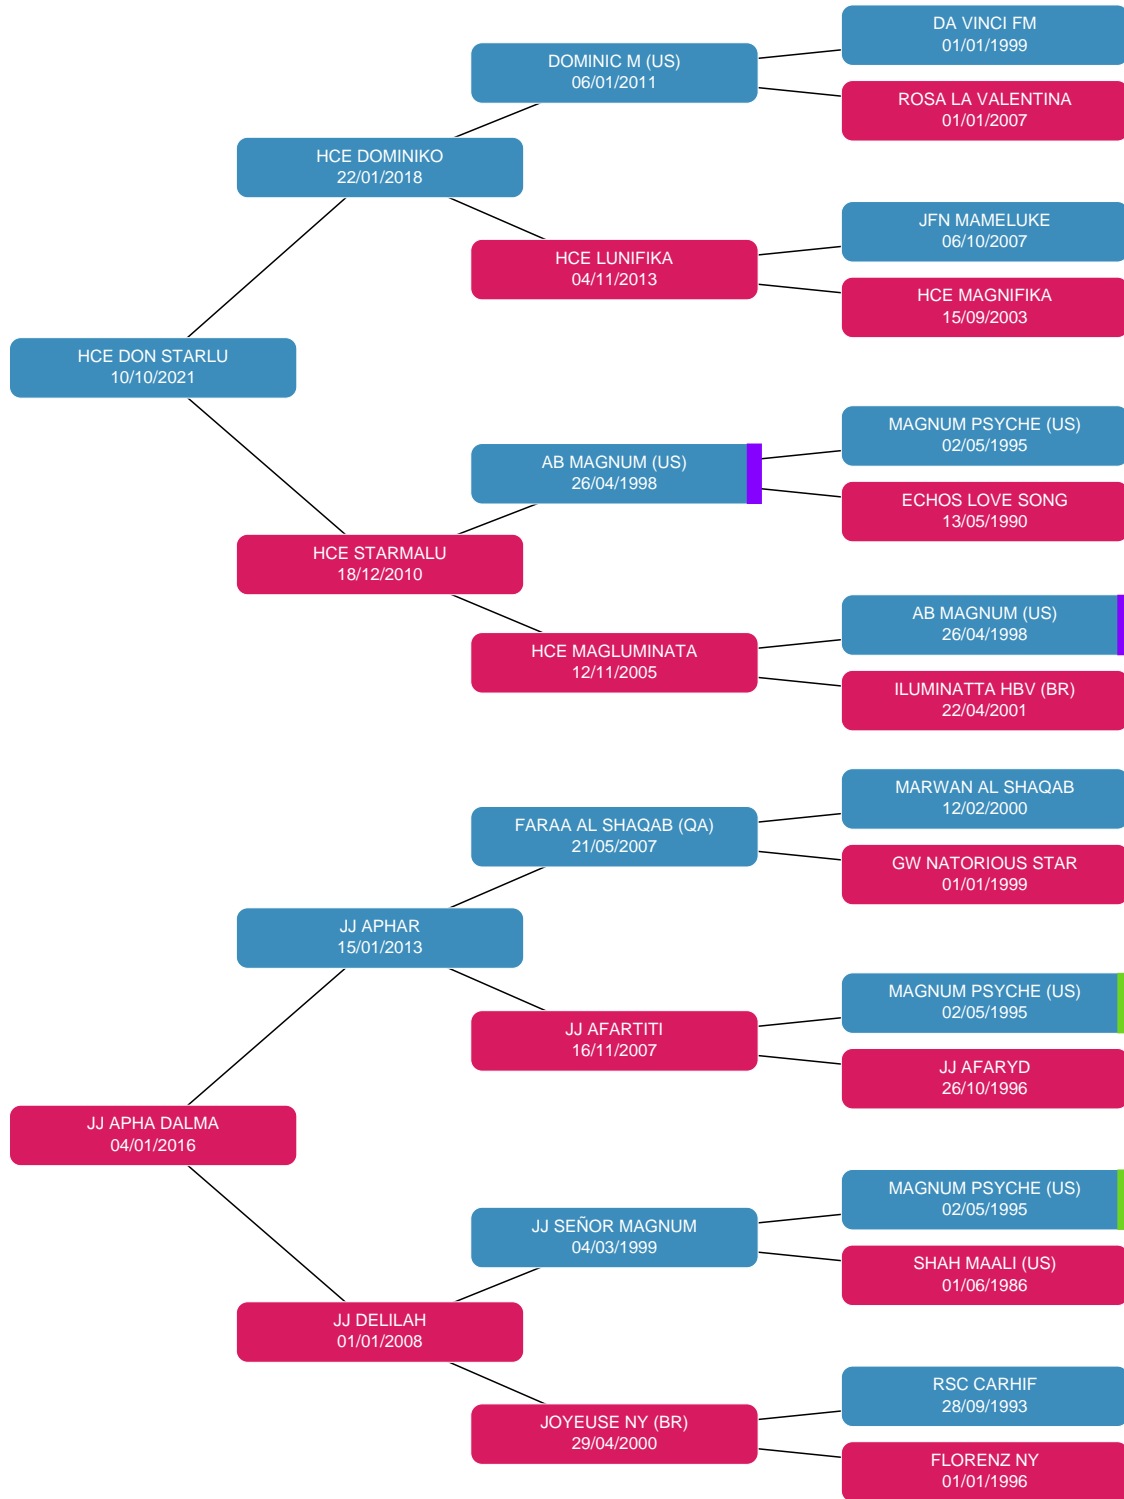 DA VINCI FM
01/01/1999
DOMINIC M (US)
06/01/2011
ROSA LA VALENTINA
01/01/2007
HCE DOMINIKO
22/01/2018
JFN MAMELUKE
06/10/2007
HCE LUNIFIKA
04/11/2013
HCE MAGNIFIKA
15/09/2003
HCE DON STARLU
10/10/2021
MAGNUM PSYCHE (US)
02/05/1995
AB MAGNUM (US)
26/04/1998
ECHOS LOVE SONG
13/05/1990
HCE STARMALU
18/12/2010
AB MAGNUM (US)
26/04/1998
HCE MAGLUMINATA
12/11/2005
ILUMINATTA HBV (BR)
22/04/2001
MARWAN AL SHAQAB
12/02/2000
FARAA AL SHAQAB (QA)
21/05/2007
GW NATORIOUS STAR
01/01/1999
JJ APHAR
15/01/2013
MAGNUM PSYCHE (US)
02/05/1995
JJ AFARTITI
16/11/2007
JJ AFARYD
26/10/1996
JJ APHA DALMA
04/01/2016
MAGNUM PSYCHE (US)
02/05/1995
JJ SEÑOR MAGNUM
04/03/1999
SHAH MAALI (US)
01/06/1986
JJ DELILAH
01/01/2008
RSC CARHIF
28/09/1993
JOYEUSE NY (BR)
29/04/2000
FLORENZ NY
01/01/1996